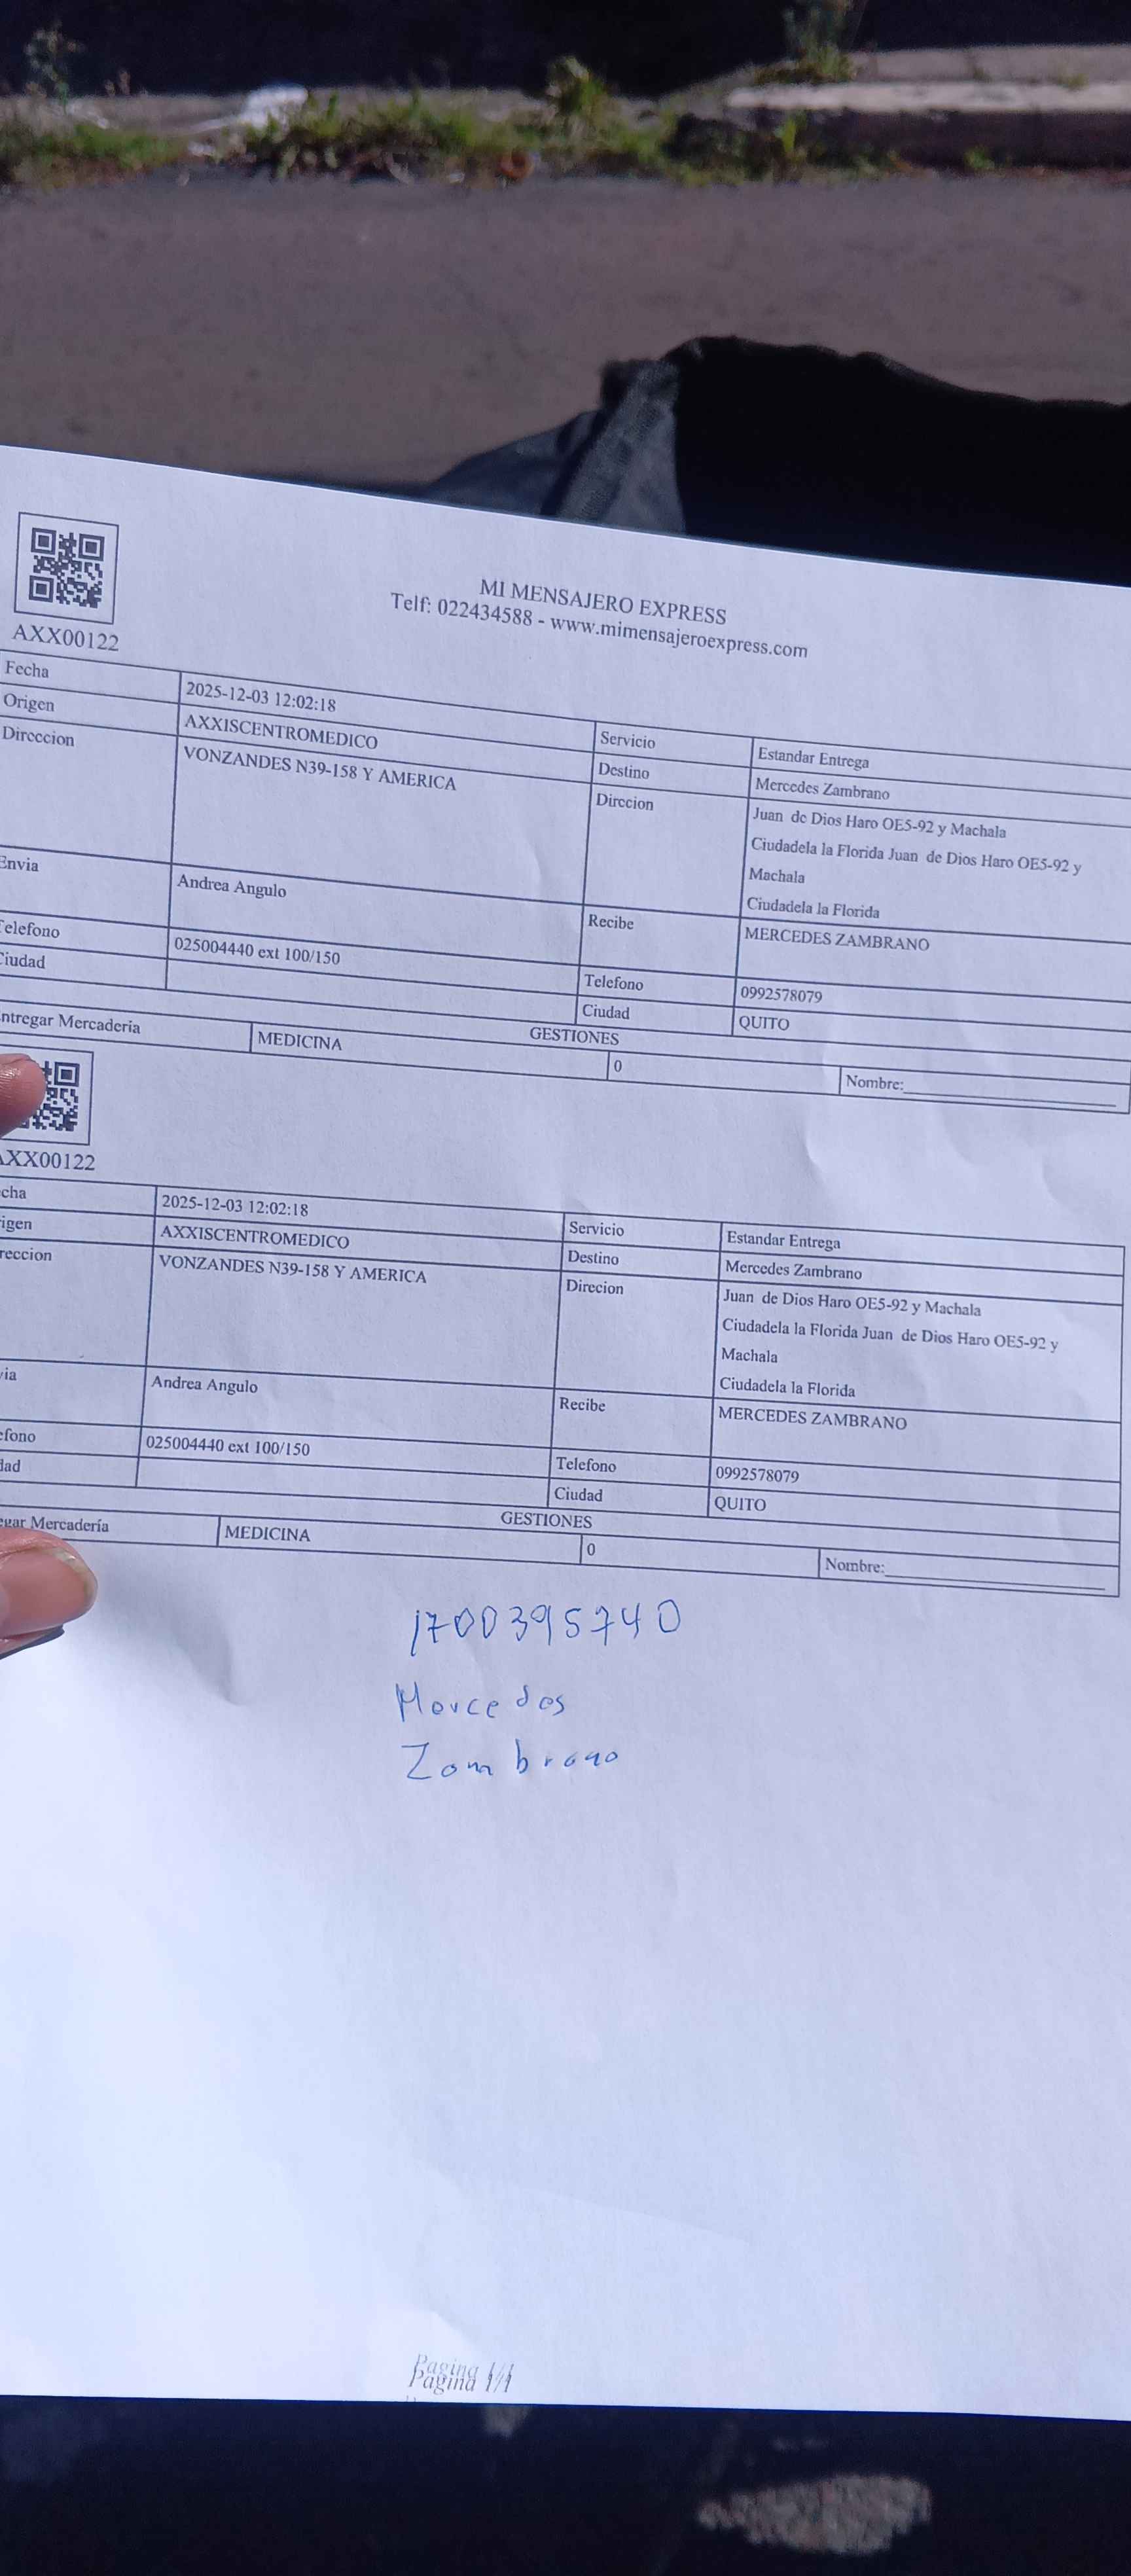 MI MENSAJERO EXPRESS
Telf: 022434588 - www.mimensajeroexpress.com
AXX00122
Fecha 2025-12-03 12:02:18 Servicio Estandar Entrega
Origen AXXISCENTROMEDICO Destino Mercedes Zambrano
Direccion VONZANDES N39-158 Y AMERICA Direcion Juan de Dios Haro OE5-92 y Machala
Ciudadela la Florida Juan de Dios Haro OE5-92 y
Machala
Ciudadela la Florida
Envia Andrea Angulo Recibe MERCEDES ZAMBRANO
Telefono 025004440 ext 100/150 Telefono 0992578079
Ciudad Ciudad QUITO
GESTIONES
ntregar Mercaderia MEDICINA 0 Nombre:
AXX00122
cha 2025-12-03 12:02:18 Servicio Estandar Entrega
igen AXXISCENTROMEDICO Destino Mercedes Zambrano
reccion VONZANDES N39-158 Y AMERICA Direcion Juan de Dios Haro OE5-92 y Machala
Ciudadela la Florida Juan de Dios Haro OE5-92 y
Machala
Ciudadela la Florida
via Andrea Angulo Recibe MERCEDES ZAMBRANO
efono 025004440 ext 100/150 Telefono 0992578079
dad Ciudad QUITO
GESTIONES
egar Mercadería MEDICINA 0 Nombre:
1700395740
Mercedes
Zambrano
Pagina 1/1